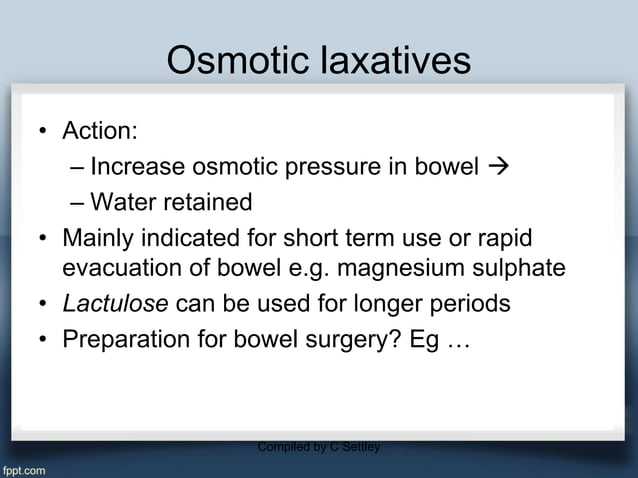 Osmotic laxatives
• Action:
– Increase osmotic pressure in bowel →
– Water retained
• Mainly indicated for short term use or rapid
evacuation of bowel e.g. magnesium sulphate
• Lactulose can be used for longer periods
• Preparation for bowel surgery? Eg …
Compiled by C Settley
fppt.com